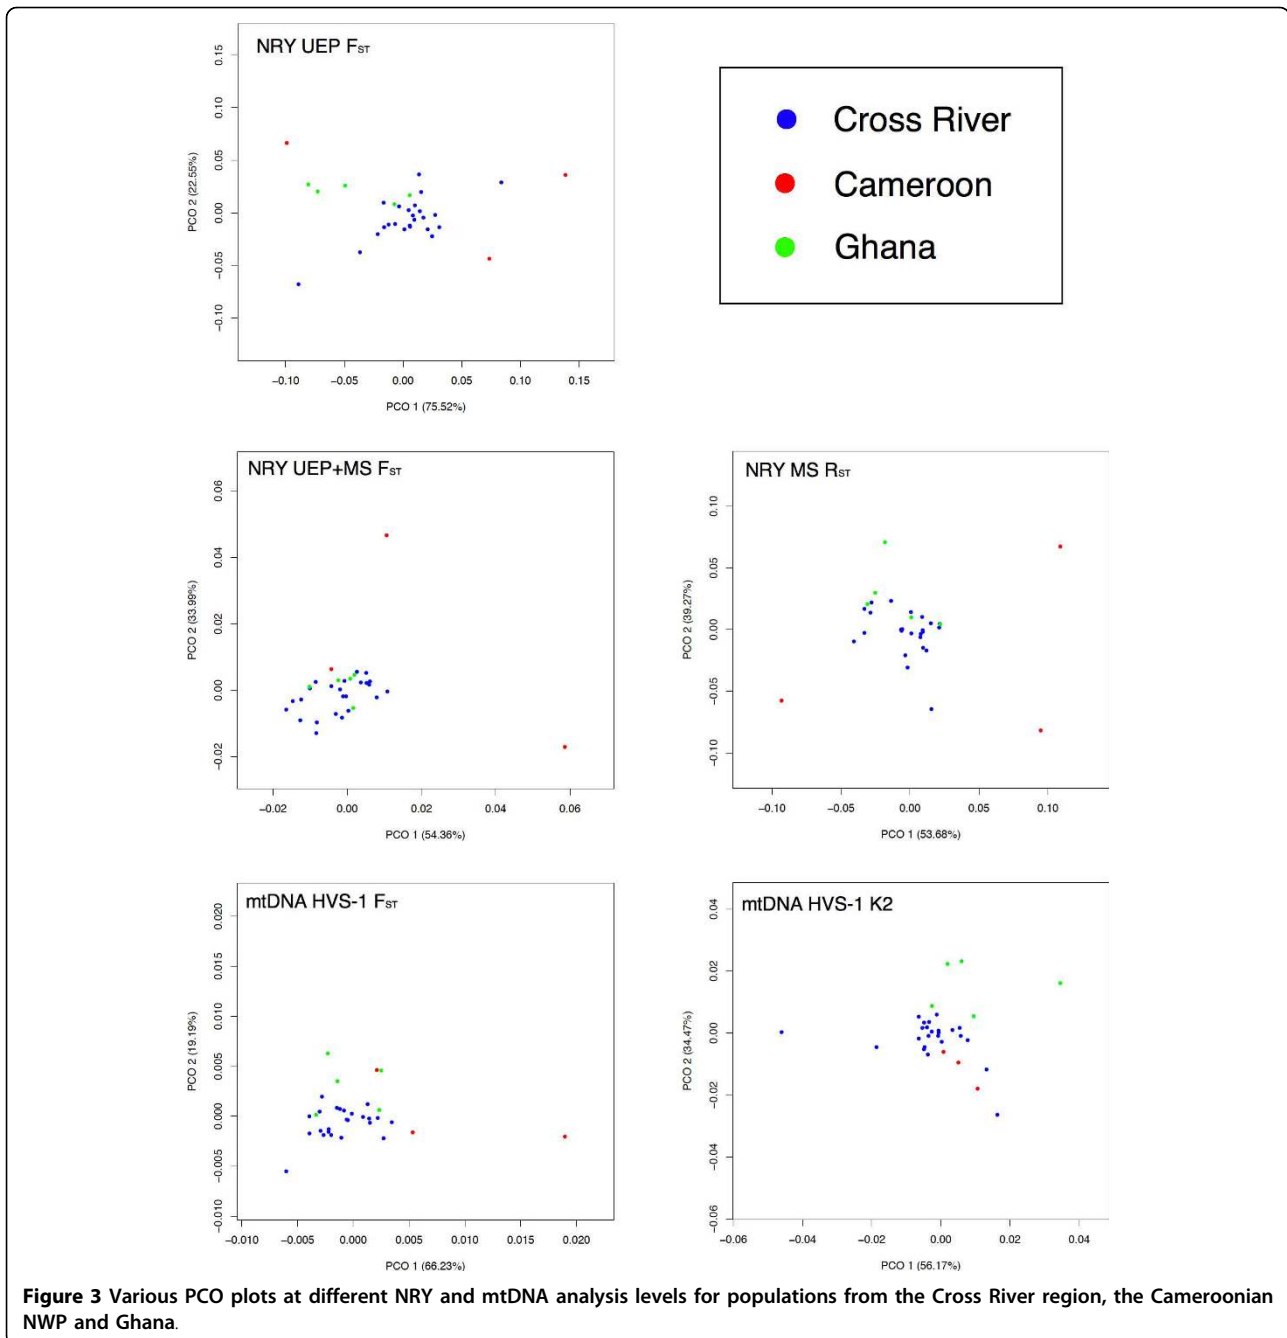 NRY UEP FST
0.15
0.10
0.05
0.00
−0.05
−0.10
PCO 2 (22.55%)
−0.10 −0.05 0.00 0.05 0.10 0.15
PCO 1 (75.52%)
Cross River
Cameroon
Ghana
NRY UEP+MS FST
0.06
0.04
0.02
0.00
−0.02
PCO 2 (33.99%)
−0.02 0.00 0.02 0.04 0.06
PCO 1 (54.36%)
NRY MS RST
0.10
0.05
0.00
−0.05
−0.10
PCO 2 (39.27%)
−0.10 −0.05 0.00 0.05 0.10
PCO 1 (53.68%)
mtDNA HVS-1 FST
0.020
0.015
0.010
0.005
0.000
−0.005
−0.010
PCO 2 (19.19%)
−0.010 −0.005 0.000 0.005 0.010 0.015 0.020
PCO 1 (66.23%)
mtDNA HVS-1 K2
0.04
0.02
0.00
−0.02
−0.04
−0.06
PCO 2 (34.47%)
−0.06 −0.04 −0.02 0.00 0.02 0.04
PCO 1 (56.17%)
Figure 3 Various PCO plots at different NRY and mtDNA analysis levels for populations from the Cross River region, the Cameroonian
NWP and Ghana.